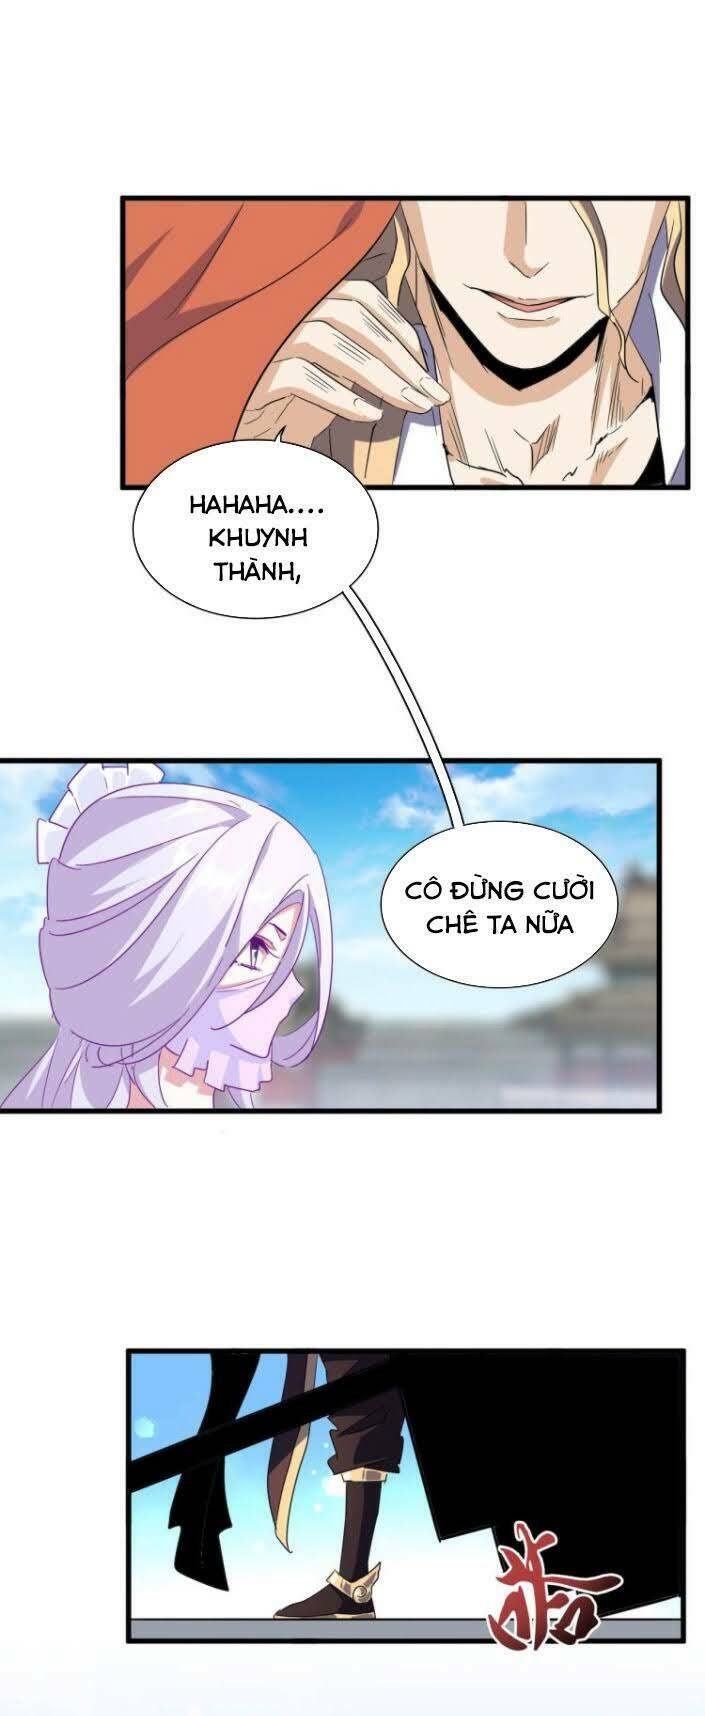 HAHAHA....
KHUYNH
THÀNH,
CÔ ĐỪNG CƯỜI
CHÊ TA NỮA